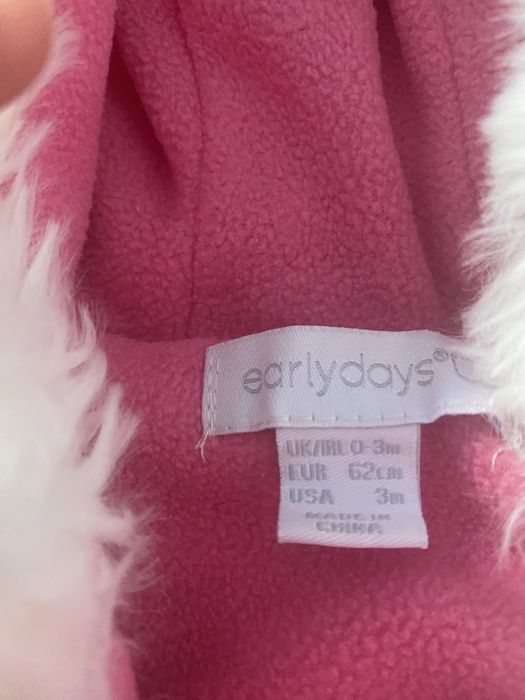 earlydays®
UK/IRL 0-3m
EUR 62cm
USA 3m
MADE IN
CHINA